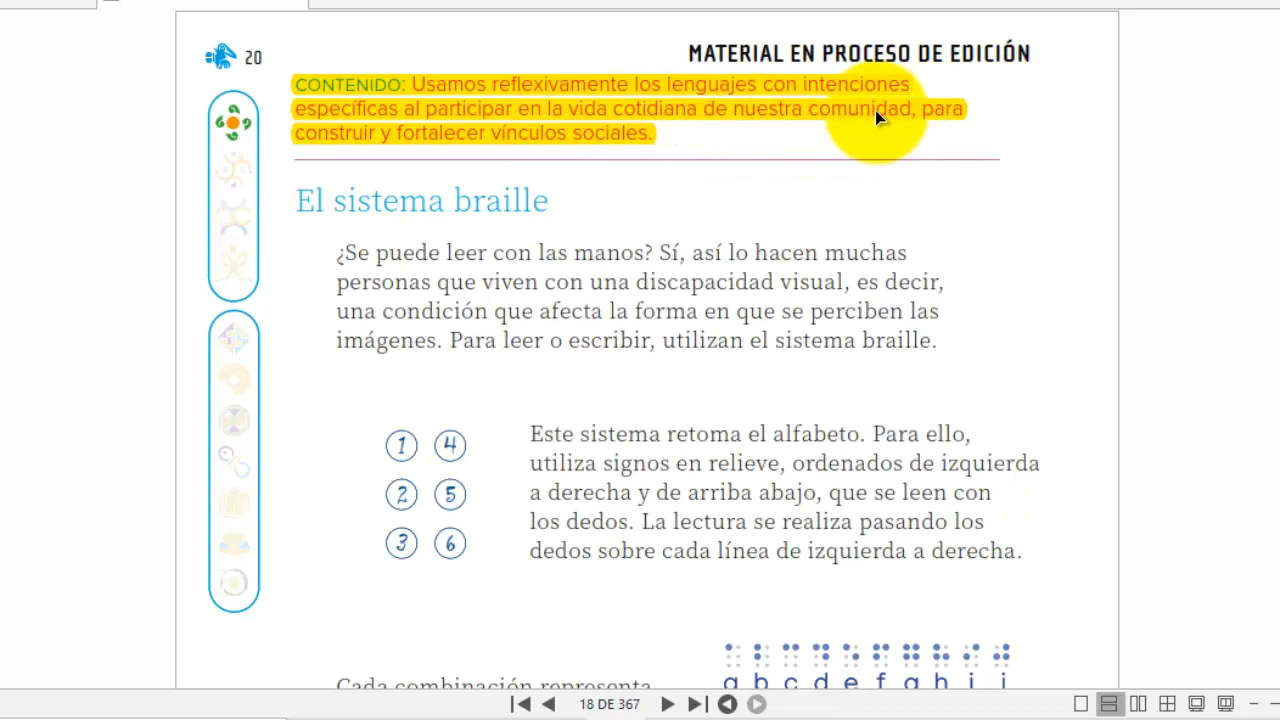 20
MATERIAL EN PROCESO DE EDICIÓN
CONTENIDO: Usamos reflexivamente los lenguajes con intenciones
específicas al participar en la vida cotidiana de nuestra comunidad, para
construir y fortalecer vínculos sociales.
El sistema braille
¿Se puede leer con las manos? Sí, así lo hacen muchas
personas que viven con una discapacidad visual, es decir,
una condición que afecta la forma en que se perciben las
imágenes. Para leer o escribir, utilizan el sistema braille.
1 4
2 5
3 6
Este sistema retoma el alfabeto. Para ello,
utiliza signos en relieve, ordenados de izquierda
a derecha y de arriba abajo, que se leen con
los dedos. La lectura se realiza pasando los
dedos sobre cada línea de izquierda a derecha.
a b c d e f g h i j
Cada combinación representa
18 DE 367